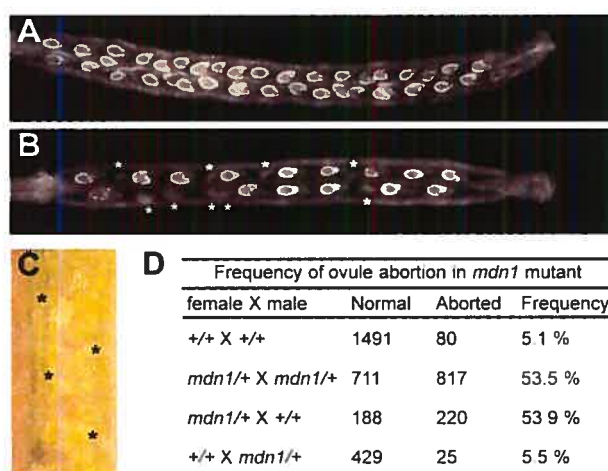 A
B
C
D
Frequency of ovule abortion in mdn1 mutant
female X male Normal Aborted Frequency
+/+ X +/+ 1491 80 5.1 %
mdn1/+ X mdn1/+ 711 817 53.5 %
mdn1/+ X +/+ 188 220 53 9 %
+/+ X mdn1/+ 429 25 5 5 %